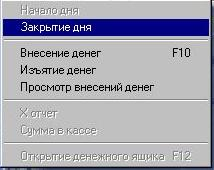 Начало дня
Закрытие дня
Внесение денег F10
Изъятие денег
Просмотр внесений денег
X отчет
Сумма в кассе
Открытие денежного ящика F12